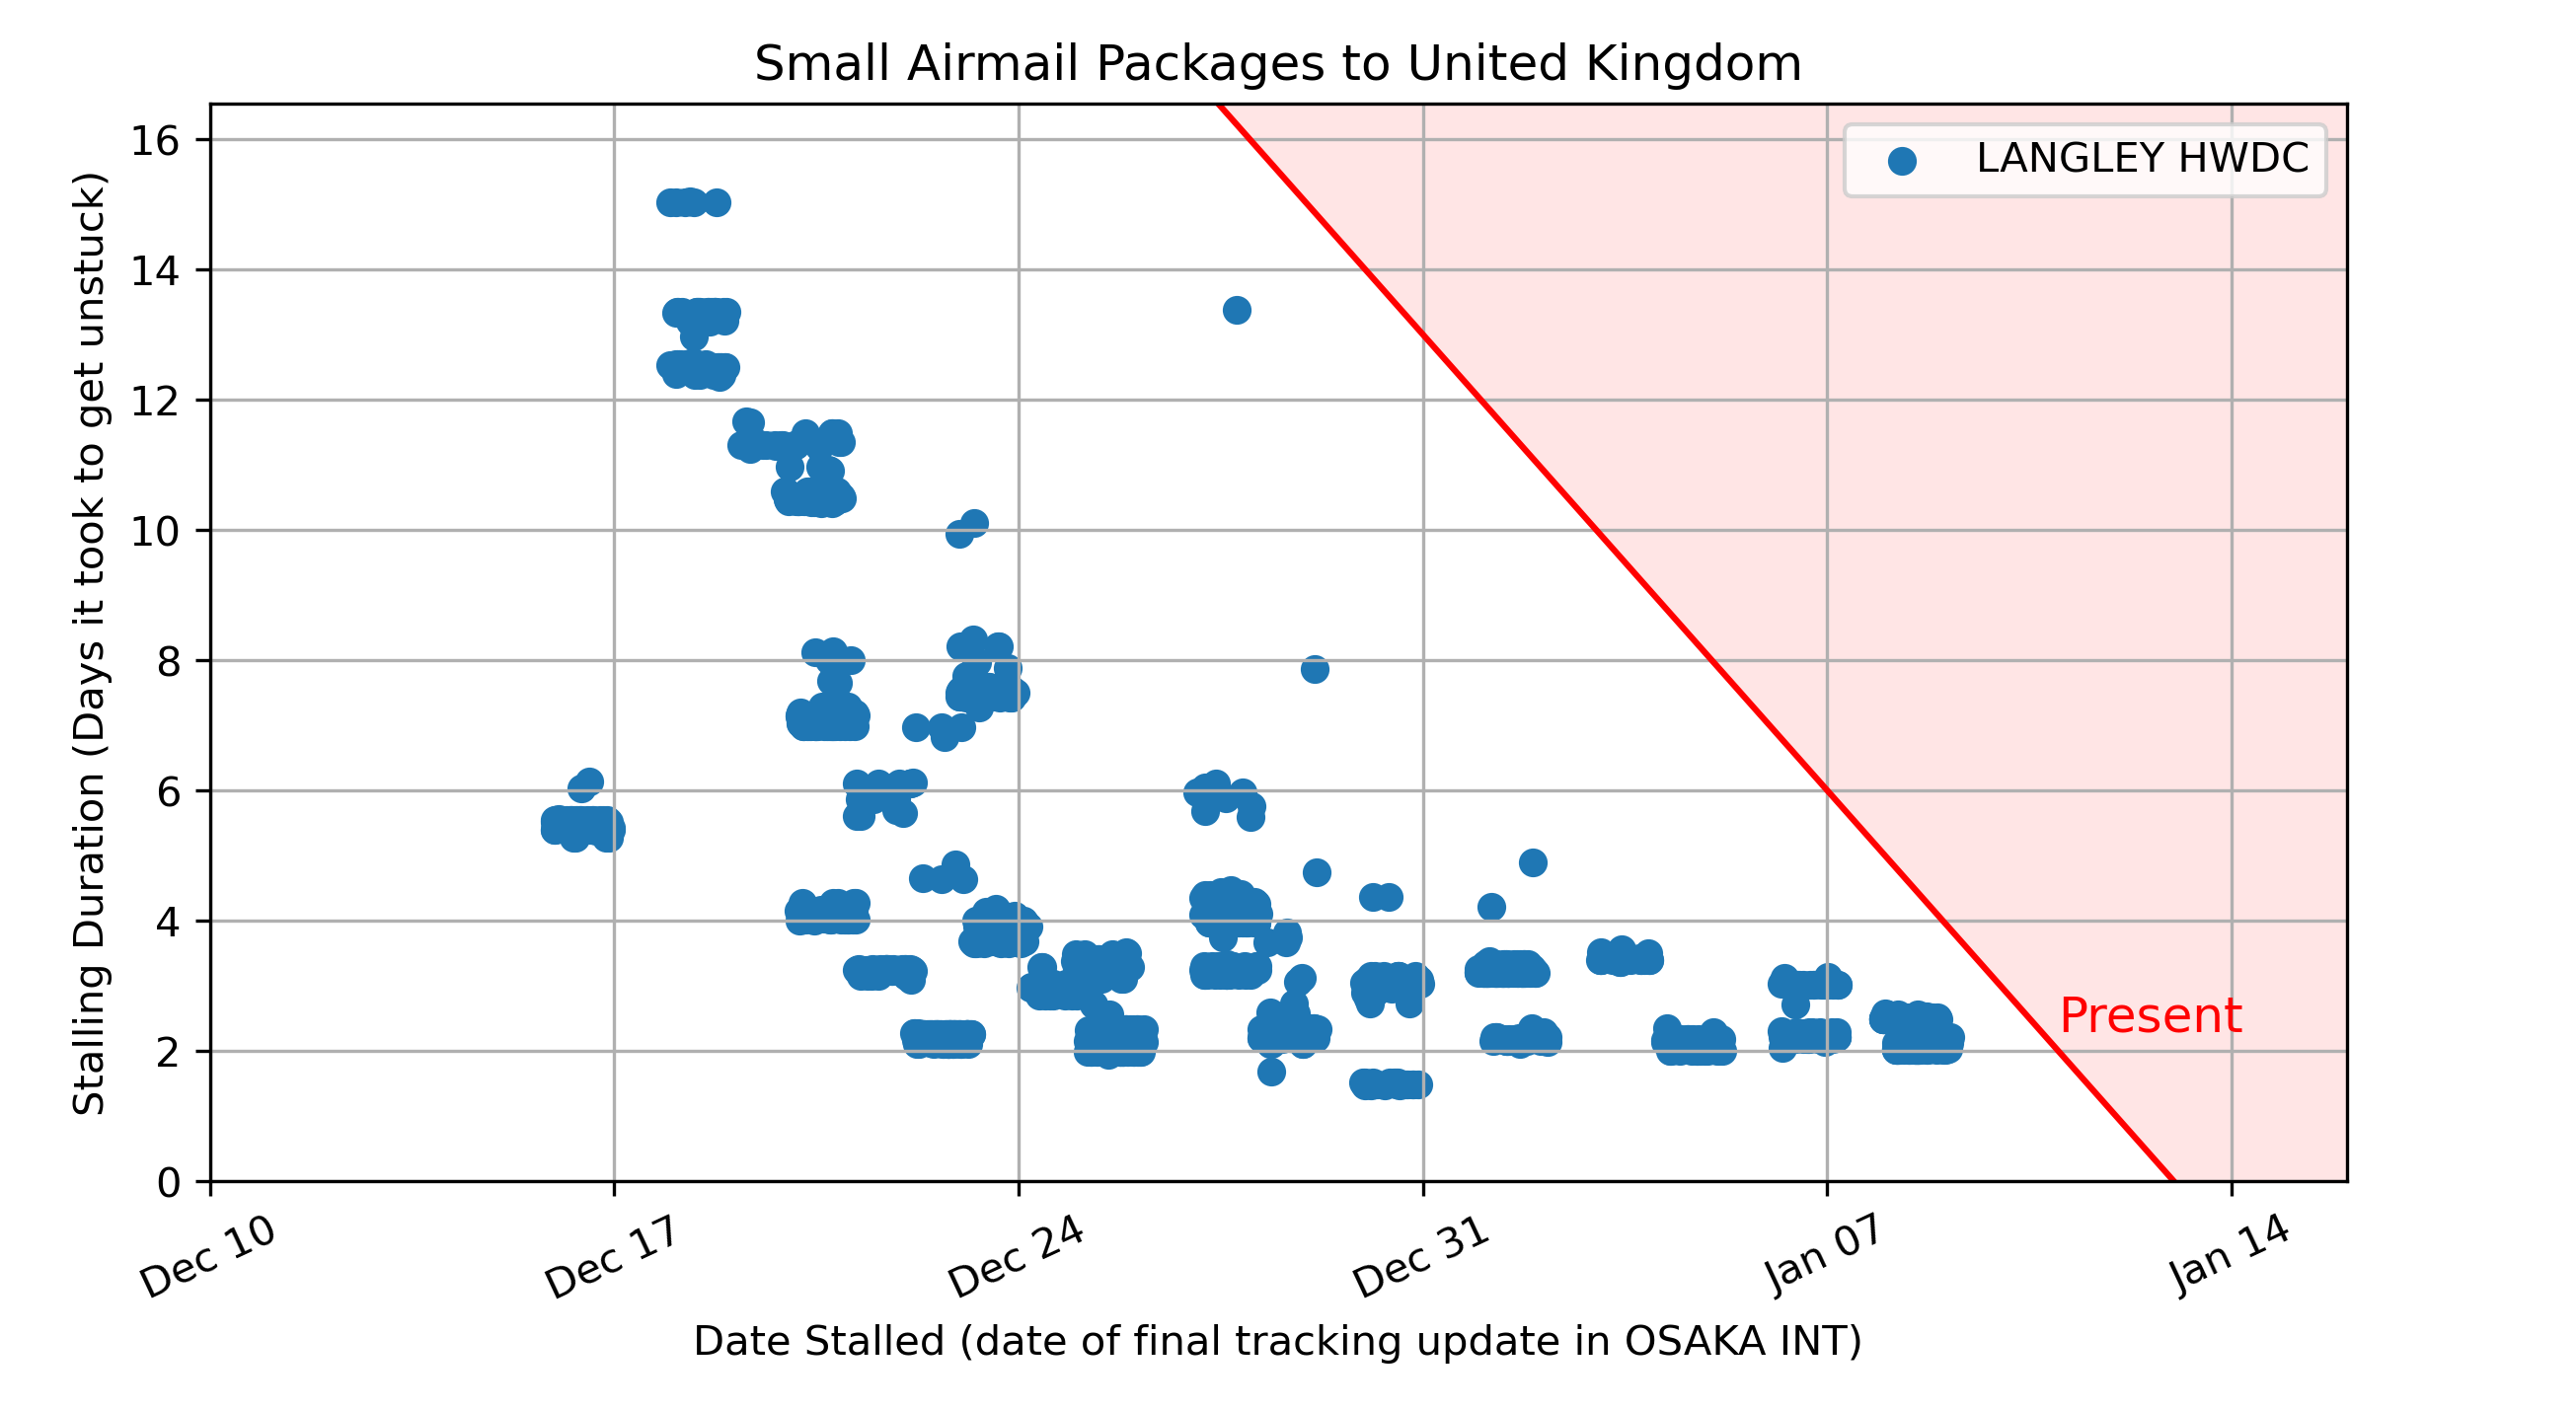 Small Airmail Packages to United Kingdom
LANGLEY HWDC
Stalling Duration (Days it took to get unstuck)
16
14
12
10
8
6
4
2
0
Present
Dec 10
Dec 17
Dec 24
Dec 31
Jan 07
Jan 14
Date Stalled (date of final tracking update in OSAKA INT)